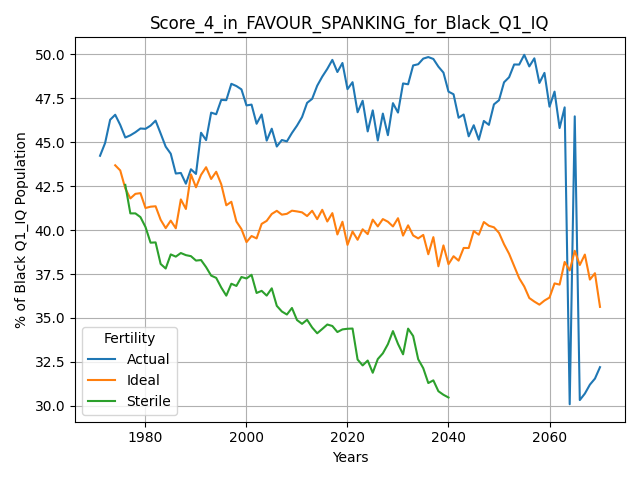 Score_4_in_FAVOUR_SPANKING_for_Black_Q1_IQ
% of Black Q1_IQ Population
50.0
47.5
45.0
42.5
40.0
37.5
35.0
32.5
30.0
Fertility
Actual
Ideal
Sterile
1980 2000 2020 2040 2060
Years